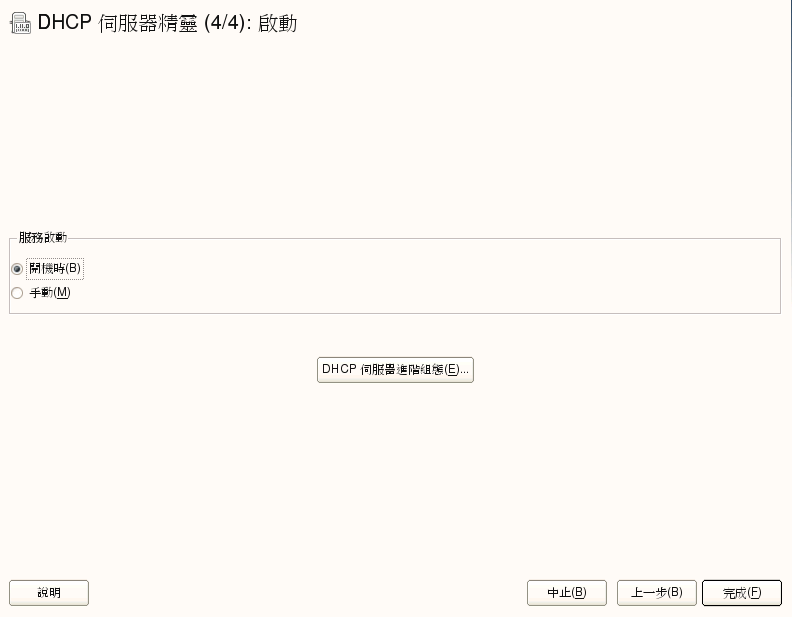 DHCP 伺服器精靈 (4/4): 啟動
服務啟動
開機時(B)
手動(M)
DHCP 伺服器進階組態(E)...
說明 中止(B) 上一步(B) 完成(F)